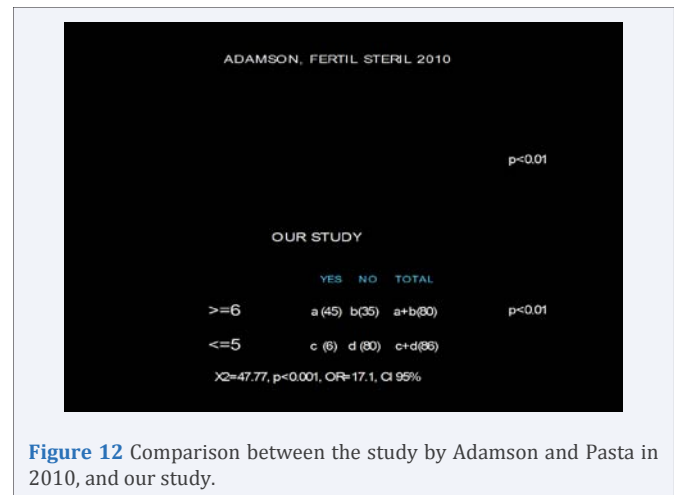 ADAMSON, FERTIL STERIL 2010
p<0.01
OUR STUDY
YES NO TOTAL
>=6 a (45) b(35) a+b(80) p<0.01
<=5 c (6) d (80) c+d(86)
X2=47.77, p<0.001, OR=17.1, CI 95%
Figure 12 Comparison between the study by Adamson and Pasta in
2010, and our study.